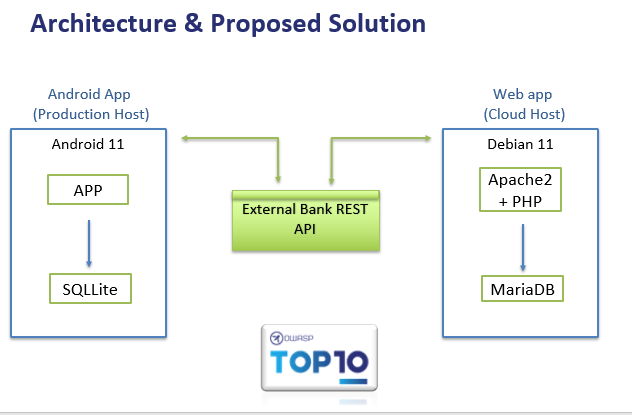 Architecture & Proposed Solution
Android App
(Production Host)
Android 11
APP
SQLLite
External Bank REST
API
Web app
(Cloud Host)
Debian 11
Apache2
+ PHP
MariaDB
OWASP
TOP10